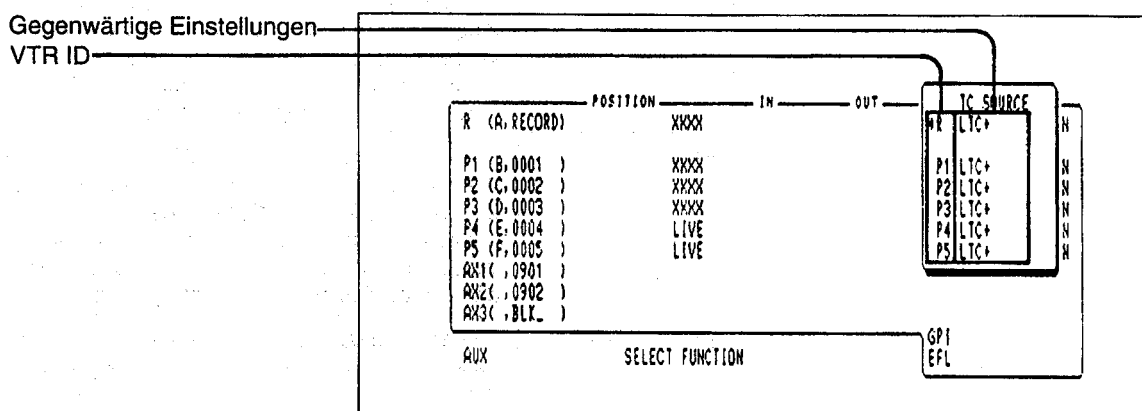 Gegenwärtige Einstellungen
VTR ID
POSITION IN OUT TC SOURCE
R (A,RECORD) XXXX *R LTC+ N
P1 (B,0001 ) XXXX P1 LTC+ N
P2 (C,0002 ) XXXX P2 LTC+ N
P3 (D,0003 ) XXXX P3 LTC+ N
P4 (E,0004 ) LIVE P4 LTC+ N
P5 (F,0005 ) LIVE P5 LTC+ N
AX1( ,0901 )
AX2( ,0902 )
AX3( ,BLK_ )
GPI
AUX SELECT FUNCTION EFL